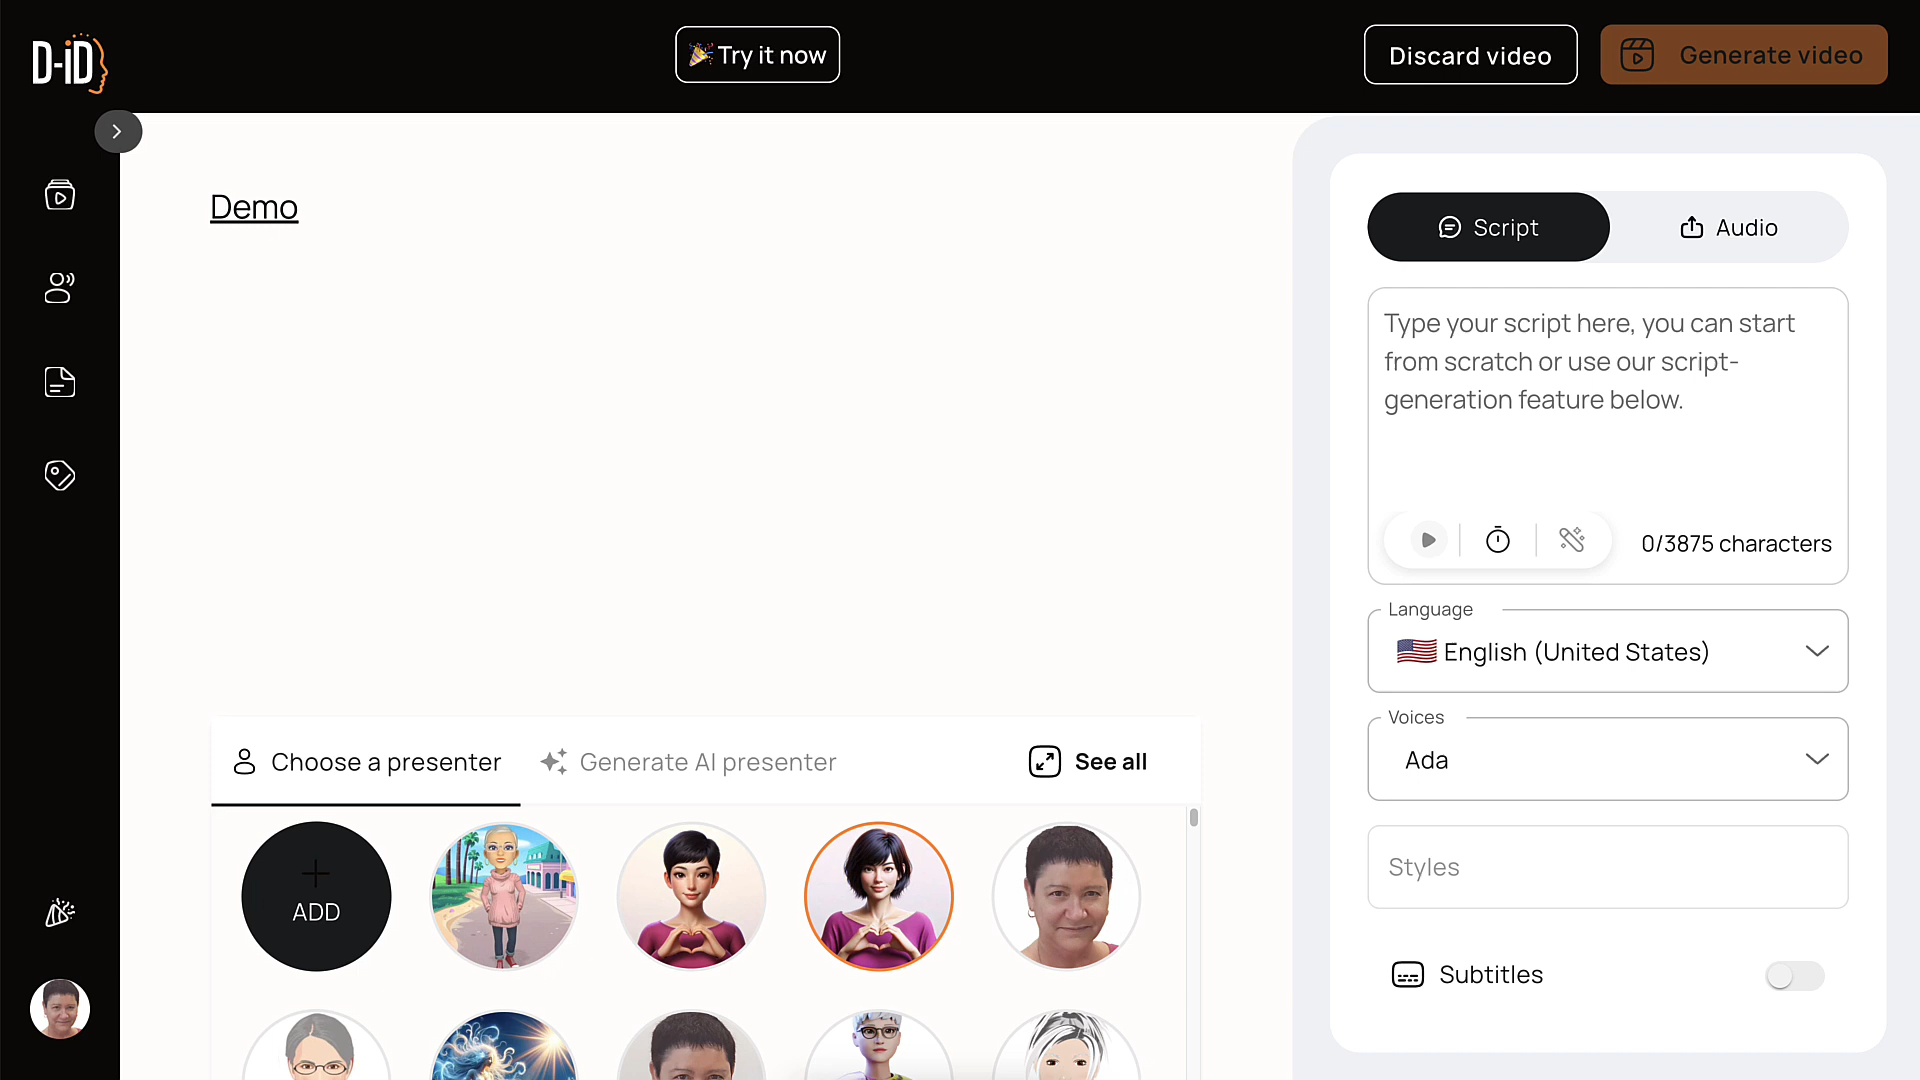 D-iD
Try it now
Discard video
Generate video
Demo
Script
Audio
Type your script here, you can start
from scratch or use our script-
generation feature below.
0/3875 characters
Language
English (United States)
Voices
Ada
Styles
Subtitles
Choose a presenter
Generate AI presenter
See all
ADD